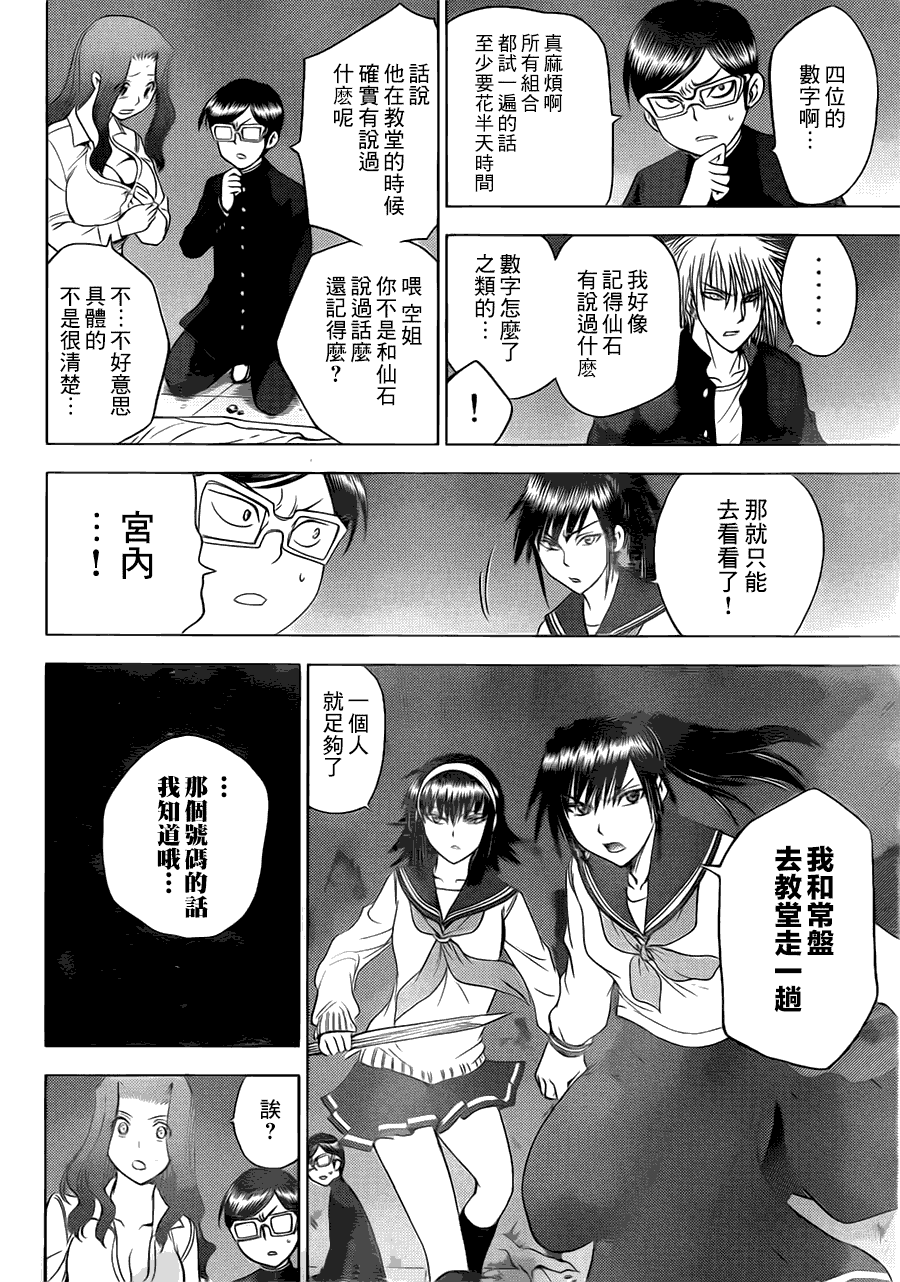 四位的
數字啊…
真麻煩啊
所有組合
都試一遍的話
至少要花半天時間
‥‥‥
我好像
記得仙石
有說過什麼
數字怎麼了
之類的…
！
話說
他在教堂的時候
確實有說過
什麼呢
喂 空姐
你不是和仙石
說過話麼
還記得麼？
不…不好意思
具體的
不是很清楚…
那就只能
去看看了！
宮內
…！
我和常盤
去教堂走一趟
一個人
就足夠了
…
那個號碼的話
我知道哦…
誒？